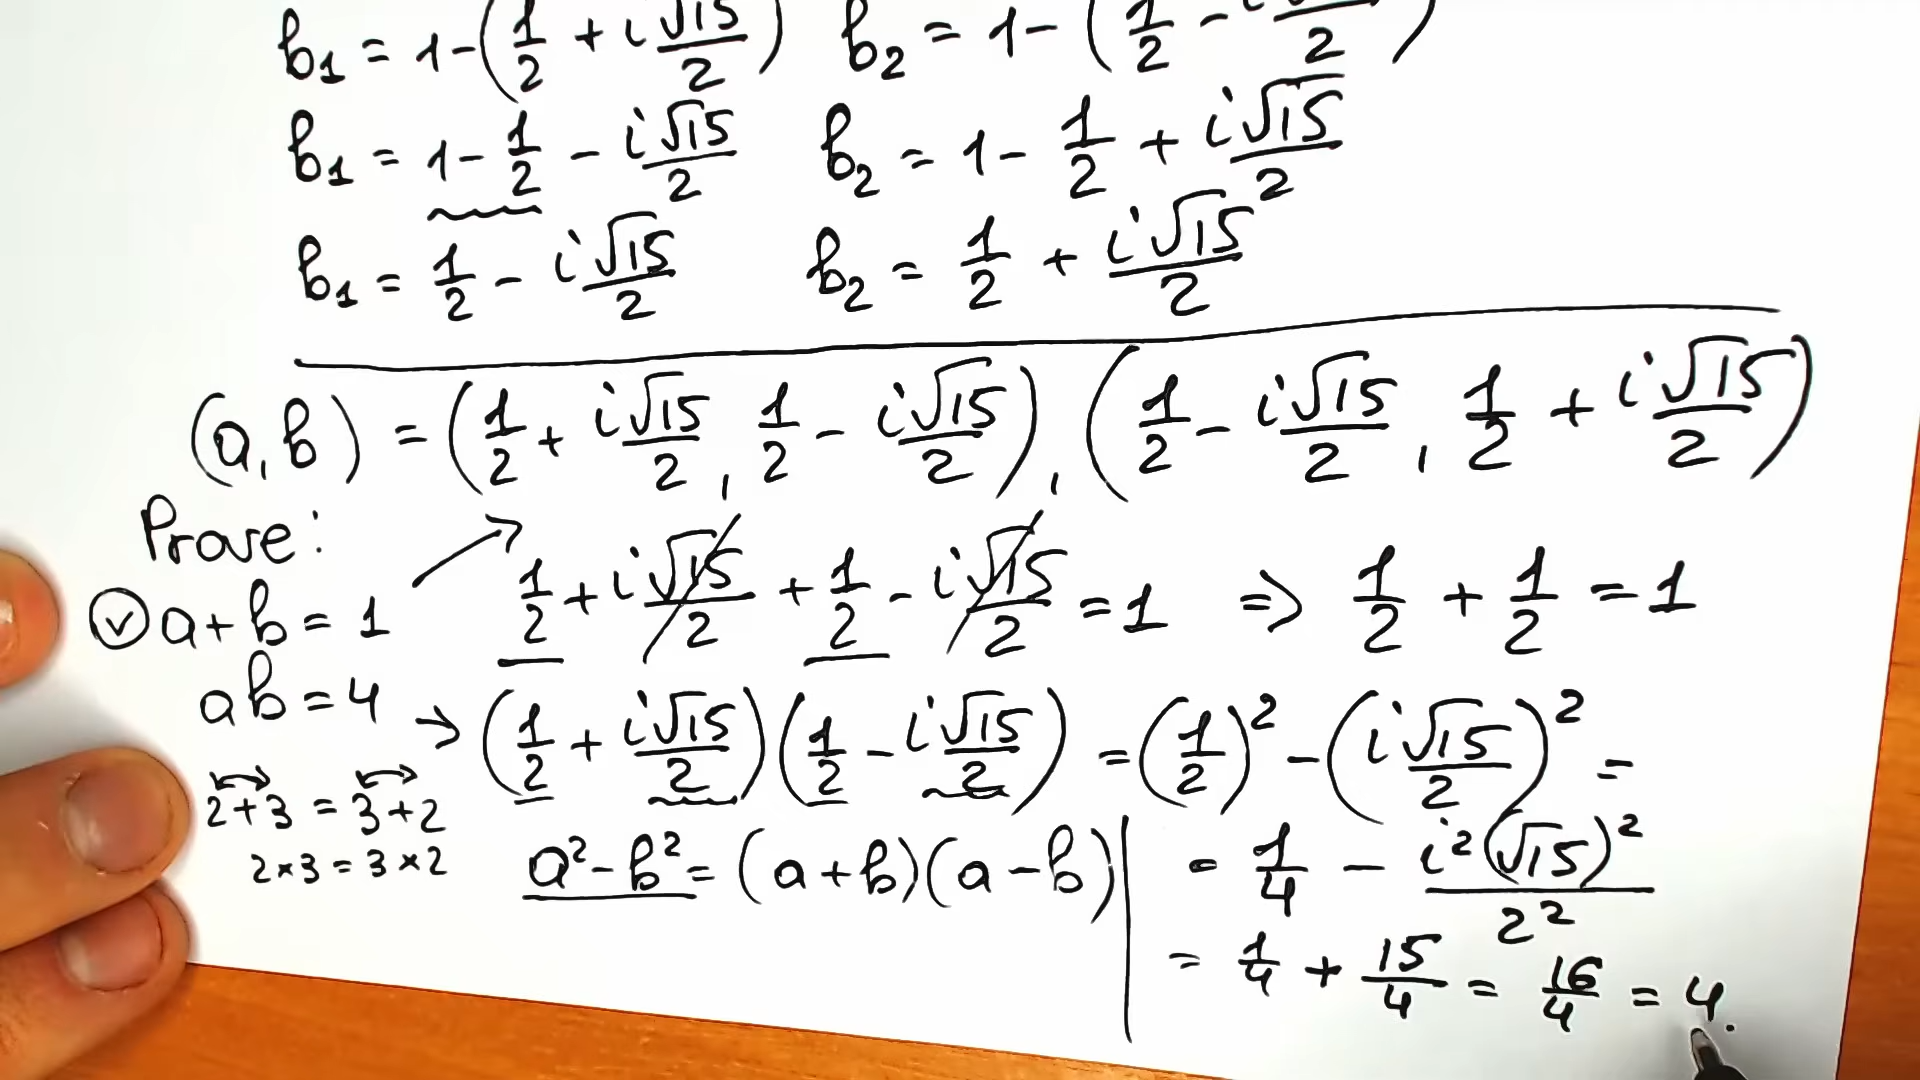 b₁ = 1-(1/2 + i√15/2) b₂ = 1-(1/2 - i√15/2)
b₁ = 1-1/2 - i√15/2 b₂ = 1-1/2 + i√15/2
b₁ = 1/2 - i√15/2 b₂ = 1/2 + i√15/2
(a,b) = (1/2 + i√15/2, 1/2 - i√15/2), (1/2 - i√15/2, 1/2 + i√15/2)
Prove:
✓ a+b = 1 ↗ 1/2 + i√15/2 + 1/2 - i√15/2 = 1 ⇒ 1/2 + 1/2 = 1
ab = 4 → (1/2 + i√15/2)(1/2 - i√15/2) = (1/2)² - (i√15/2)² =
2+3 = 3+2
2×3 = 3×2
a²-b² = (a+b)(a-b)
= 1/4 - i²(√15)²/2²
= 1/4 + 15/4 = 16/4 = 4.